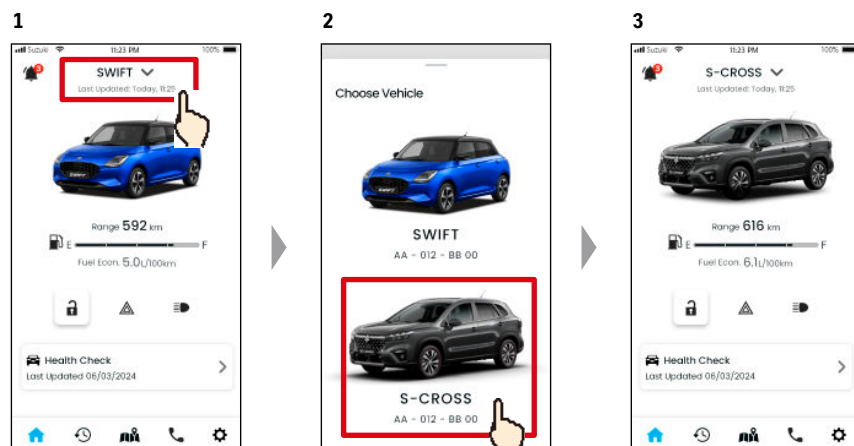 1
Suzuki 11:23 PM 100%
3
SWIFT
Last Updated: Today, 11:25
Range 592 km
E F
Fuel Econ. 5.0L/100km
Health Check
Last Updated 06/03/2024
2
Choose Vehicle
SWIFT
AA - 012 - BB 00
S-CROSS
AA - 012 - BB 00
3
Suzuki 11:23 PM 100%
3
S-CROSS
Last Updated: Today, 11:25
Range 616 km
E F
Fuel Econ. 6.1L/100km
Health Check
Last Updated 06/03/2024